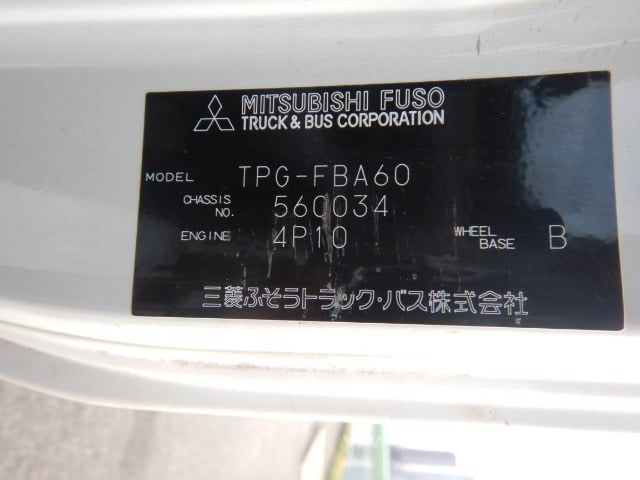 MITSUBISHI FUSO
TRUCK & BUS CORPORATION
MODEL TPG-FBA60
CHASSIS NO. 560034
ENGINE 4P10 WHEEL BASE B
三菱ふそうトラック・バス株式会社